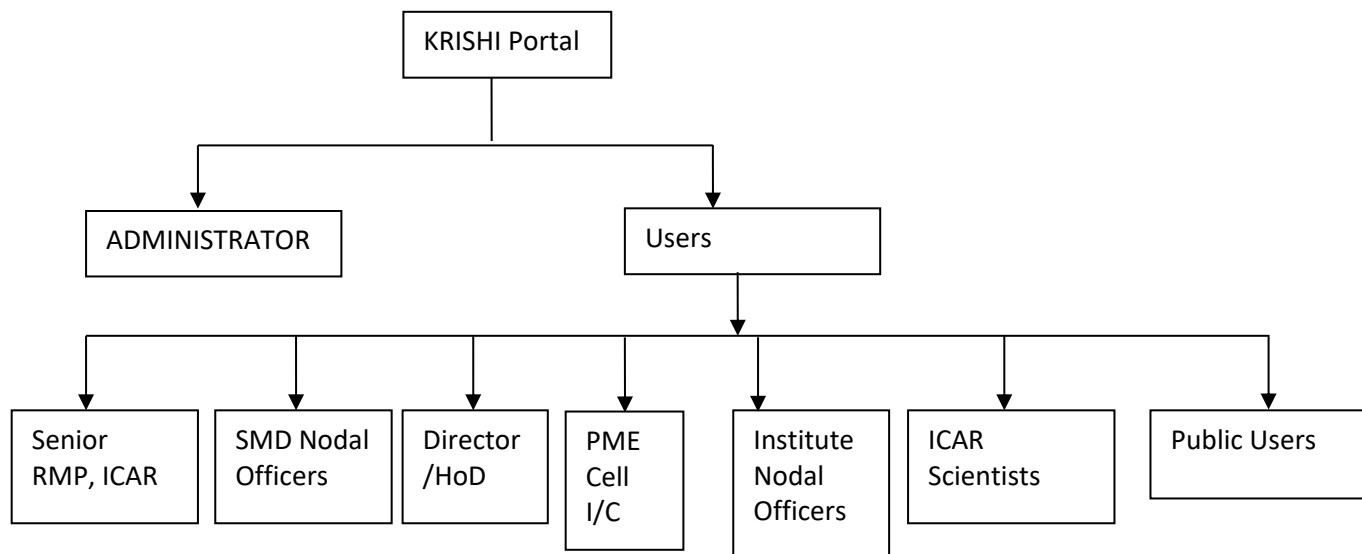 KRISHI Portal
ADMINISTRATOR
Users
Senior
RMP, ICAR
SMD Nodal
Officers
Director
/HoD
PME
Cell
I/C
Institute
Nodal
Officers
ICAR
Scientists
Public Users